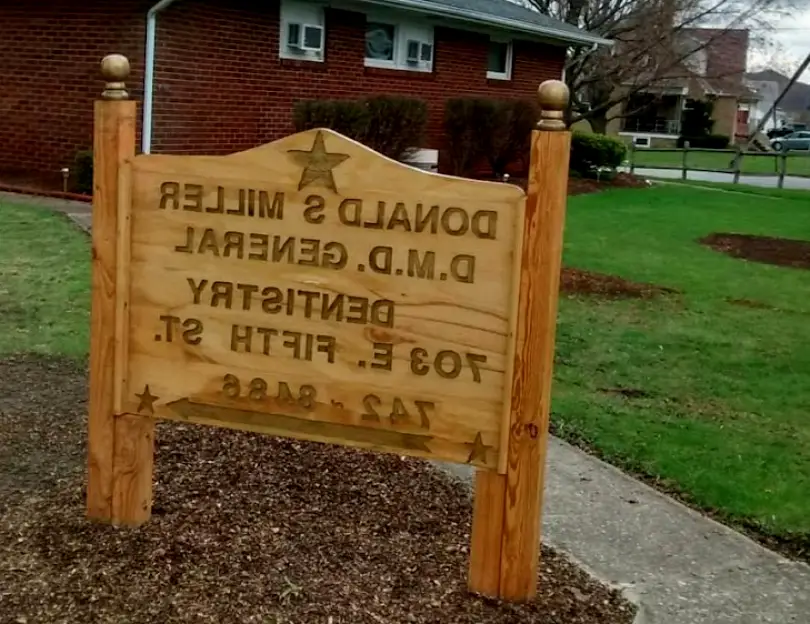 DONALD S MILLER
D.M.D. GENERAL
DENTISTRY
703 E. FIFTH ST.
742 - 8486